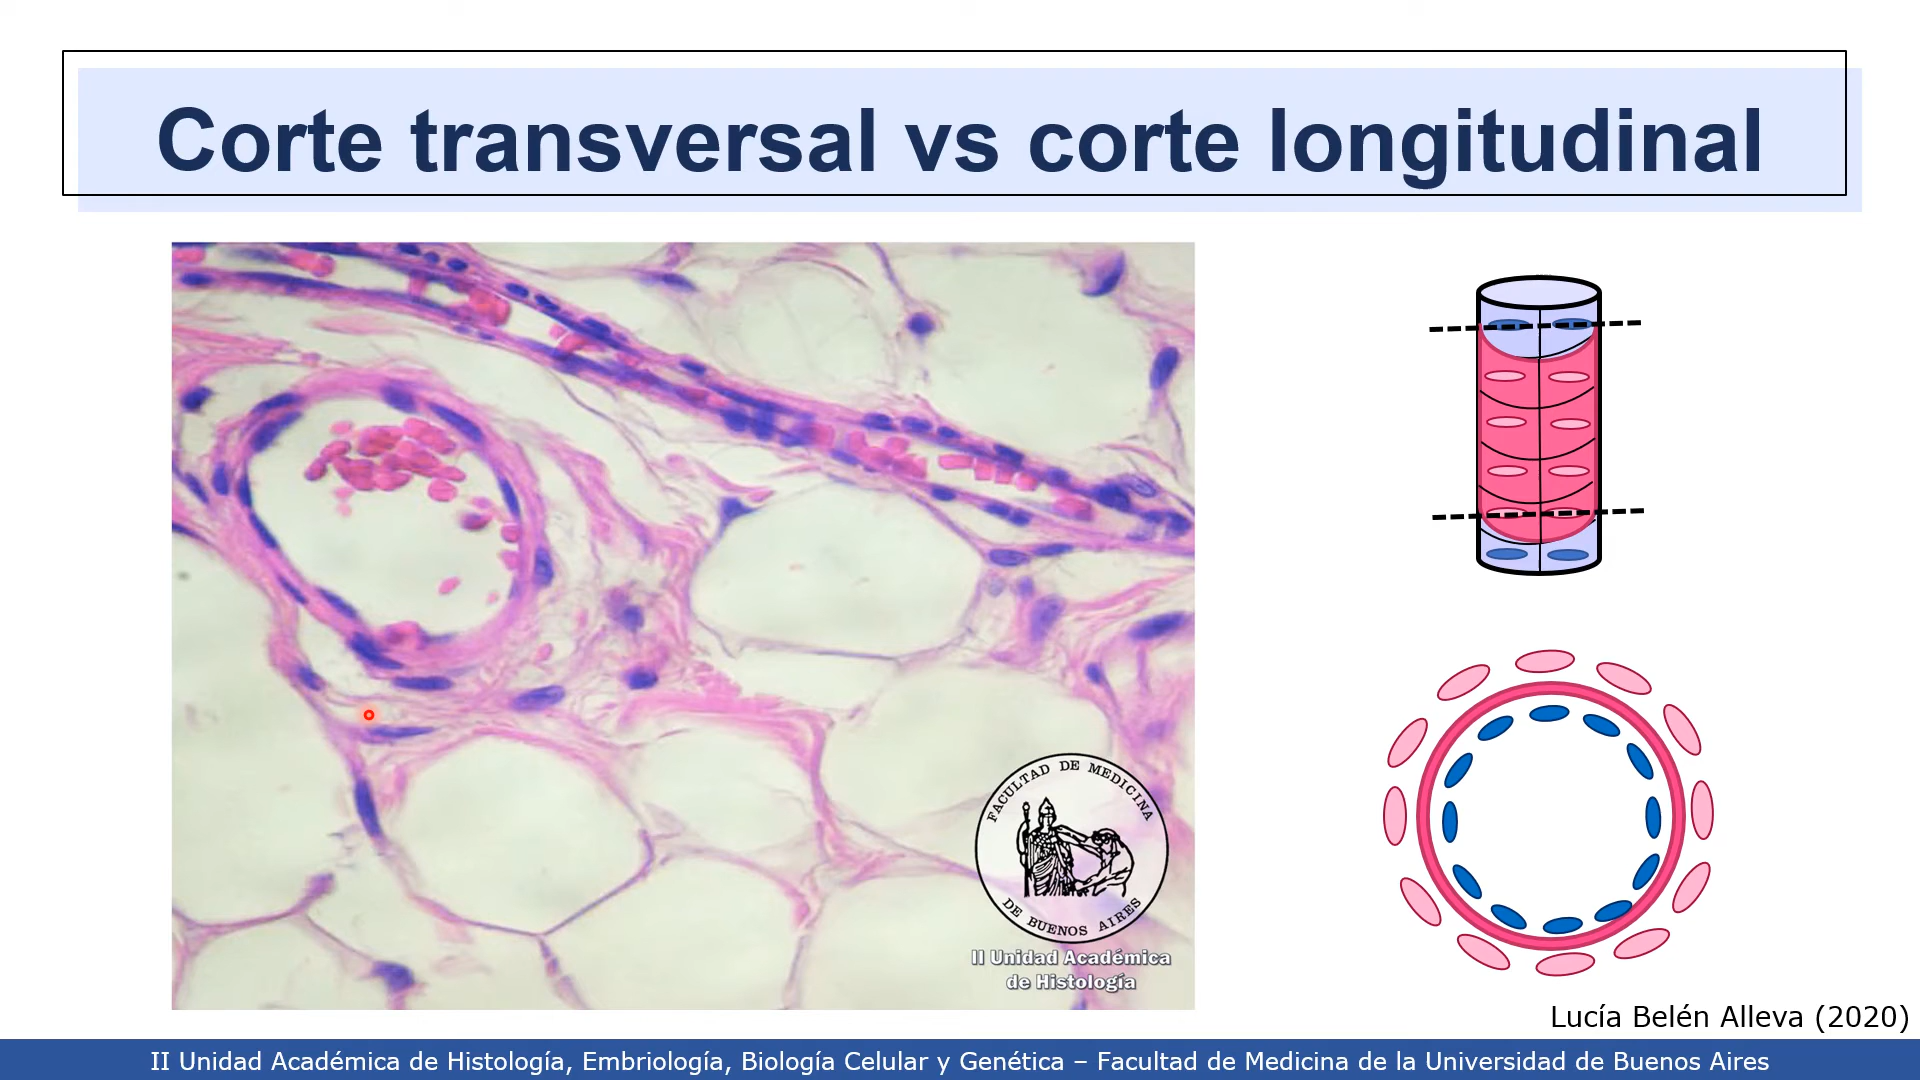 Corte transversal vs corte longitudinal
FACULTAD DE MEDICINA
DE BUENOS AIRES
II Unidad Académica
de Histología
Lucía Belén Alleva (2020)
II Unidad Académica de Histología, Embriología, Biología Celular y Genética – Facultad de Medicina de la Universidad de Buenos Aires